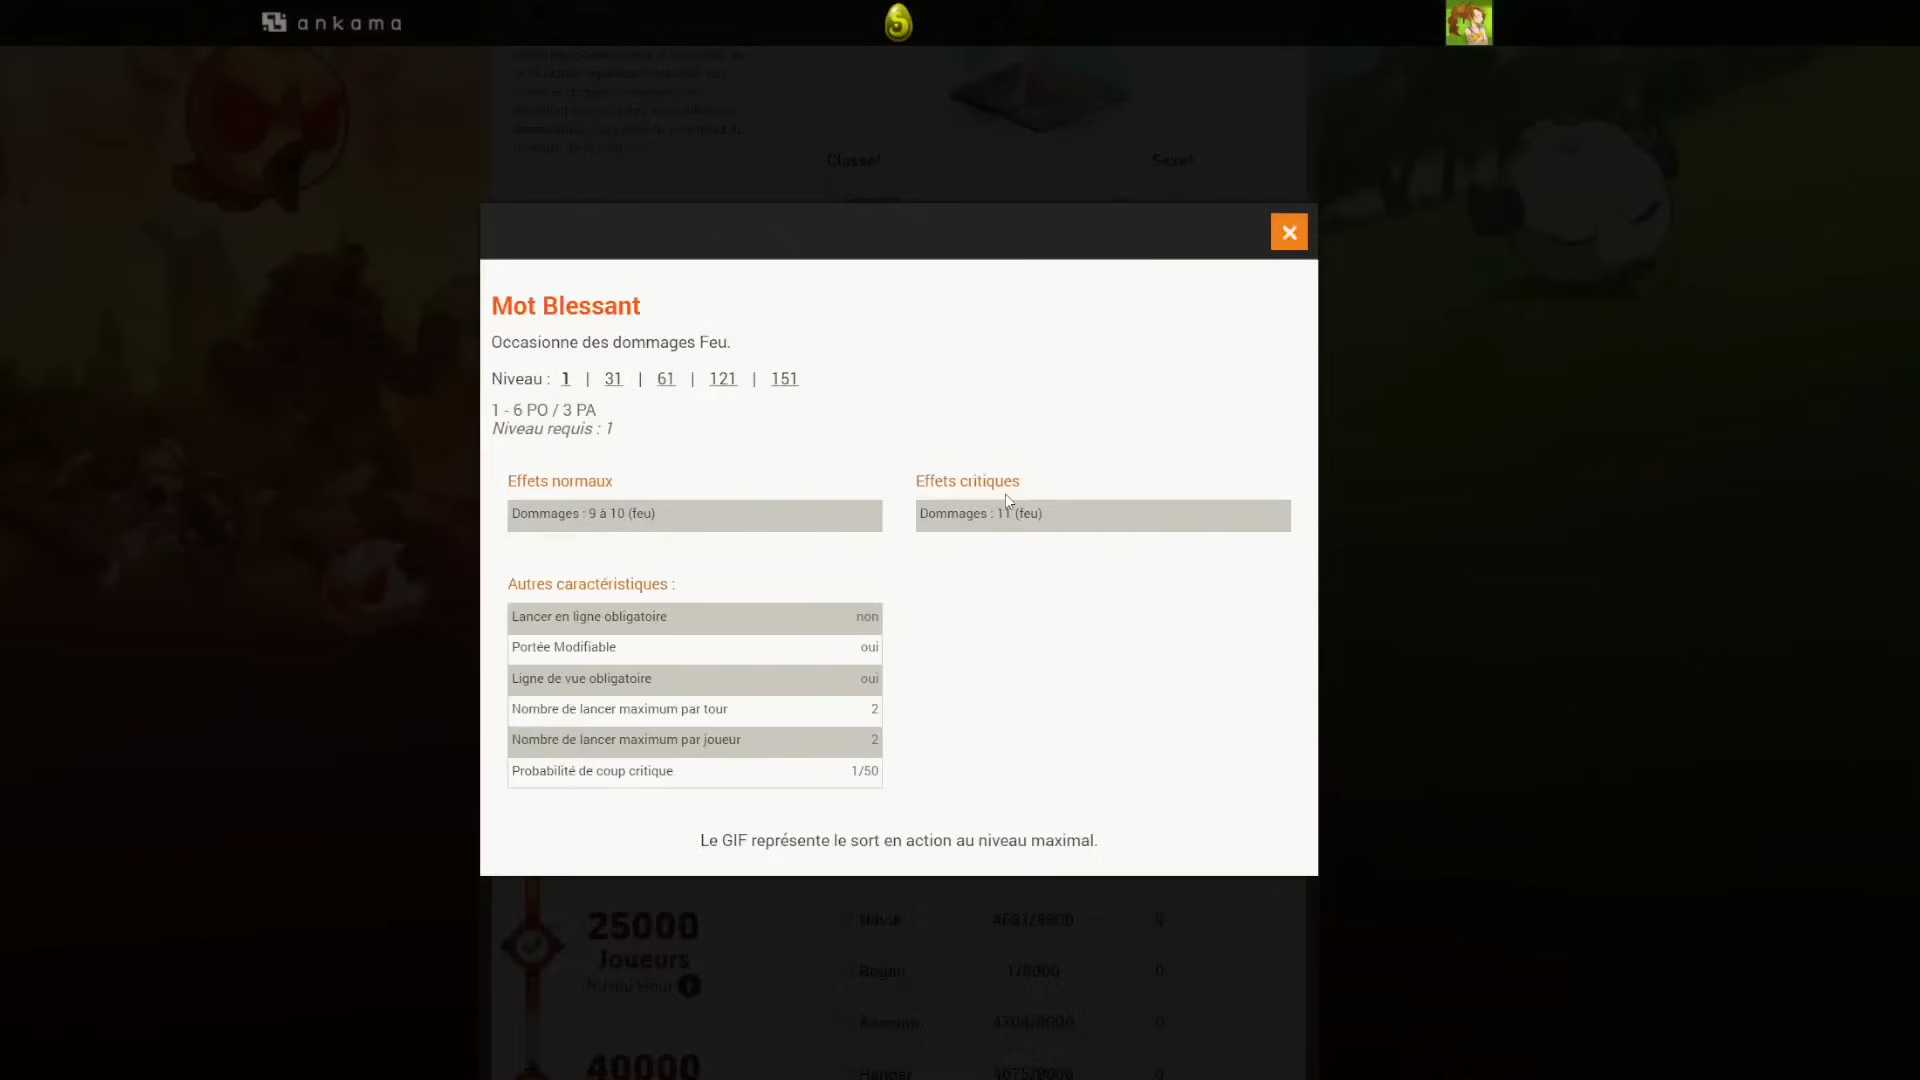 ankama
Classe
Sexe
Mot Blessant
Occasionne des dommages Feu.
Niveau : 1 | 31 | 61 | 121 | 151
1 - 6 PO / 3 PA
Niveau requis : 1
Effets normaux
Effets critiques
Dommages : 9 à 10 (feu)
Dommages : 11 (feu)
Autres caractéristiques :
Lancer en ligne obligatoire non
Portée Modifiable oui
Ligne de vue obligatoire oui
Nombre de lancer maximum par tour 2
Nombre de lancer maximum par joueur 2
Probabilité de coup critique 1/50
Le GIF représente le sort en action au niveau maximal.
25000
Joueurs
40000